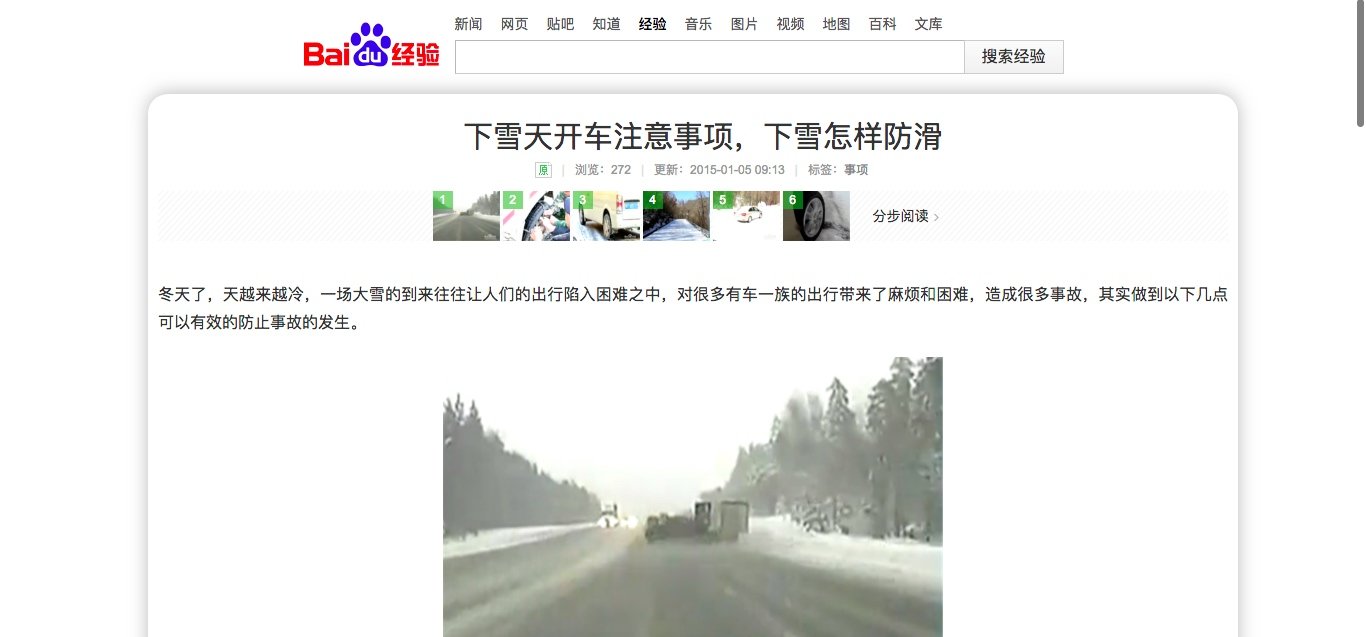 新闻 网页 贴吧 知道 经验 音乐 图片 视频 地图 百科 文库
Baidu经验
搜索经验
下雪天开车注意事项，下雪怎样防滑
原 | 浏览：272 | 更新：2015-01-05 09:13 | 标签：事项
1 2 3 4 5 6 分步阅读 ›
冬天了，天越来越冷，一场大雪的到来往往让人们的出行陷入困难之中，对很多有车一族的出行带来了麻烦和困难，造成很多事故，其实做到以下几点
可以有效的防止事故的发生。